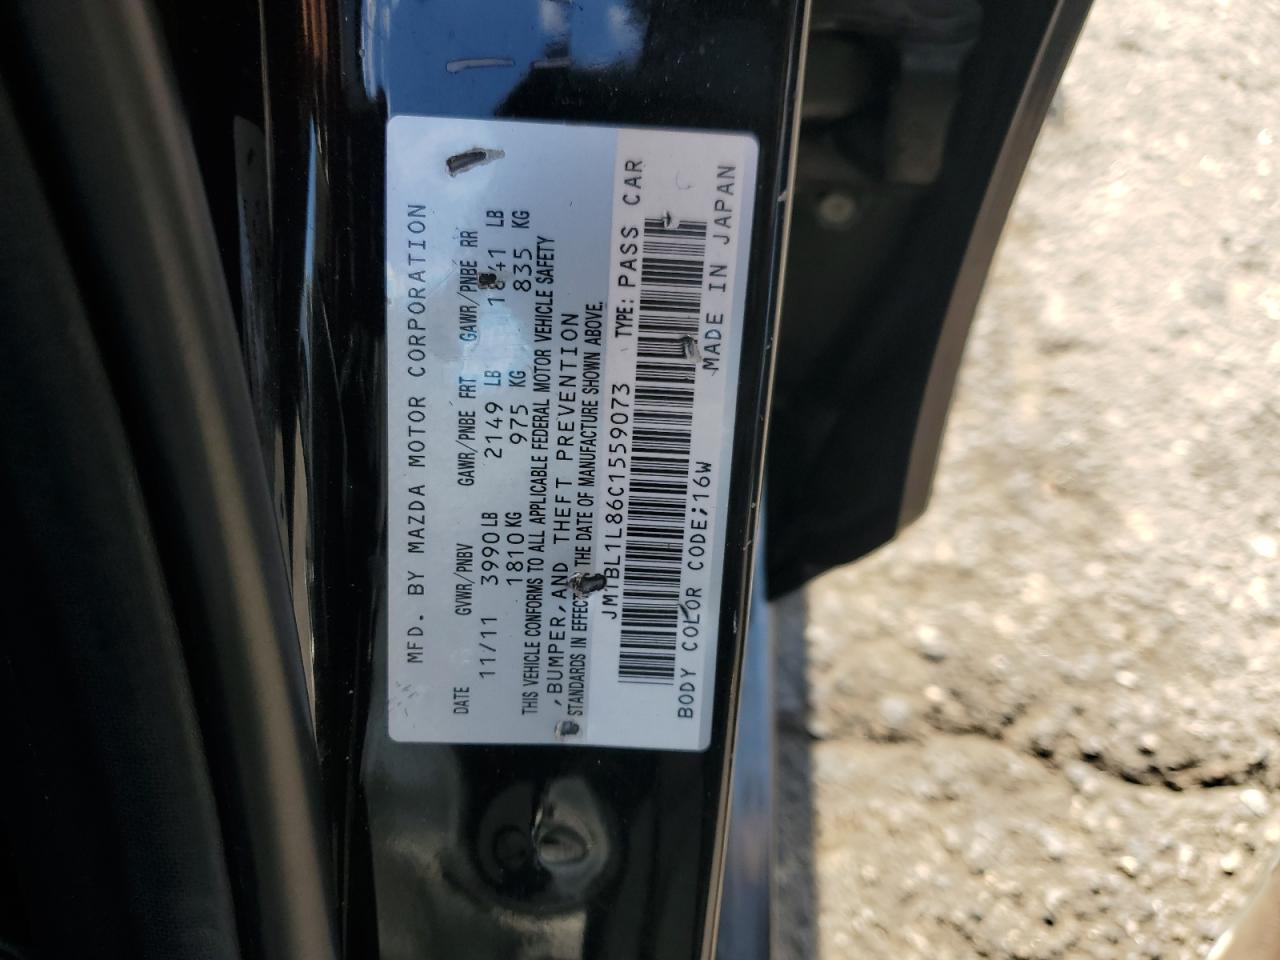 MFD. BY MAZDA MOTOR CORPORATION
DATE GVWR/PNBV GAWR/PNBE FRT GAWR/PNBE RR
11/11 3990 LB 2149 LB LB
1810 KG 975 KG 835 KG
THIS VEHICLE CONFORMS TO ALL APPLICABLE FEDERAL MOTOR VEHICLE SAFETY
,BUMPER,AND THEFT PREVENTION
STANDARDS IN EFFECT THE DATE OF MANUFACTURE SHOWN ABOVE.
JM1BL1L86C1559073 TYPE: PASS CAR
BODY COLOR CODE;16W MADE IN JAPAN